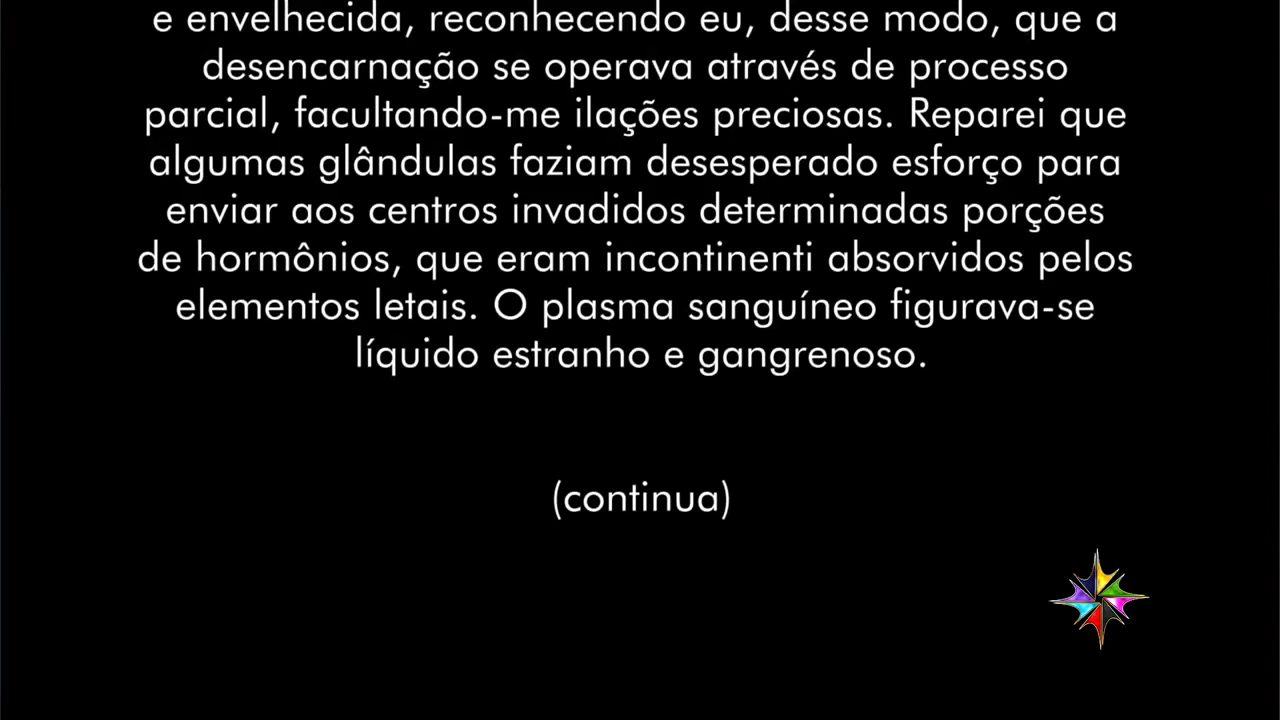 e envelhecida, reconhecendo eu, desse modo, que a
desencarnação se operava através de processo
parcial, facultando-me ilações preciosas. Reparei que
algumas glândulas faziam desesperado esforço para
enviar aos centros invadidos determinadas porções
de hormônios, que eram incontinenti absorvidos pelos
elementos letais. O plasma sanguíneo figurava-se
líquido estranho e gangrenoso.
(continua)